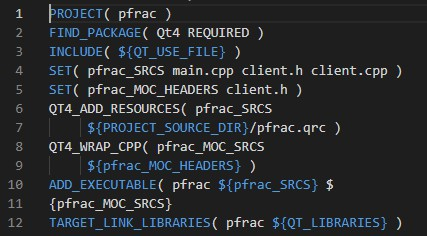 1 PROJECT( pfrac )
2 FIND_PACKAGE( Qt4 REQUIRED )
3 INCLUDE( ${QT_USE_FILE} )
4 SET( pfrac_SRCS main.cpp client.h client.cpp )
5 SET( pfrac_MOC_HEADERS client.h )
6 QT4_ADD_RESOURCES( pfrac_SRCS
7 ${PROJECT_SOURCE_DIR}/pfrac.qrc )
8 QT4_WRAP_CPP( pfrac_MOC_SRCS
9 ${pfrac_MOC_HEADERS} )
10 ADD_EXECUTABLE( pfrac ${pfrac_SRCS} $
11 {pfrac_MOC_SRCS}
12 TARGET_LINK_LIBRARIES( pfrac ${QT_LIBRARIES} )